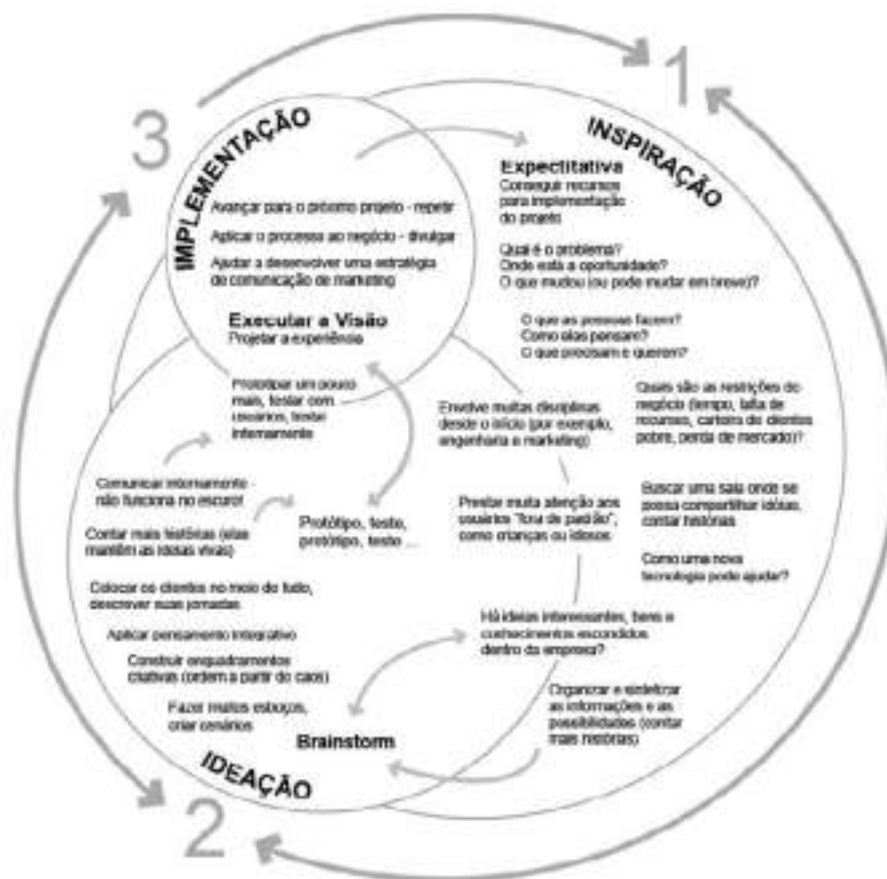 1
INSPIRAÇÃO
Expectitativa
Conseguir recursos
para implementação
do projeto
Qual é o problema?
Onde está a oportunidade?
O que mudou (ou pode mudar em breve)?
O que as pessoas fazem?
Como elas pensam?
O que precisam e querem?
Quais são as restrições do
negócio (tempo, falta de
recursos, carteira de clientes
pobre, perda de mercado)?
Envolve muitas disciplinas
desde o início (por exemplo,
engenharia e marketing)
Buscar uma sala onde se
possa compartilhar idéias,
contar histórias
Prestar muita atenção aos
usuários "fora de padrão",
como crianças ou idosos
Como uma nova
tecnologia pode ajudar?
Há ideias interessantes, bens e
conhecimentos escondidos
dentro da empresa?
Organizar e sintetizar
as informações e as
possibilidades (contar
mais histórias)
2
IDEAÇÃO
Brainstorm
Fazer muitos esboços,
criar cenários
Construir enquadramentos
criativas (ordem a partir do caos)
Aplicar pensamento integrativo
Colocar os clientes no meio do tudo,
descrever suas jornadas
Contar mais histórias (elas
mantêm as ideias vivas)
Protótipo, teste,
protótipo, teste ...
Comunicar internamente -
não funciona no escuro!
Prototipar um pouco
mais, testar com
usuários, testar
internamente
3
IMPLEMENTAÇÃO
Executar a Visão
Projetar a experiência
Ajudar a desenvolver uma estratégia
de comunicação de marketing
Aplicar o processo ao negócio - divulgar
Avançar para o próximo projeto - repetir